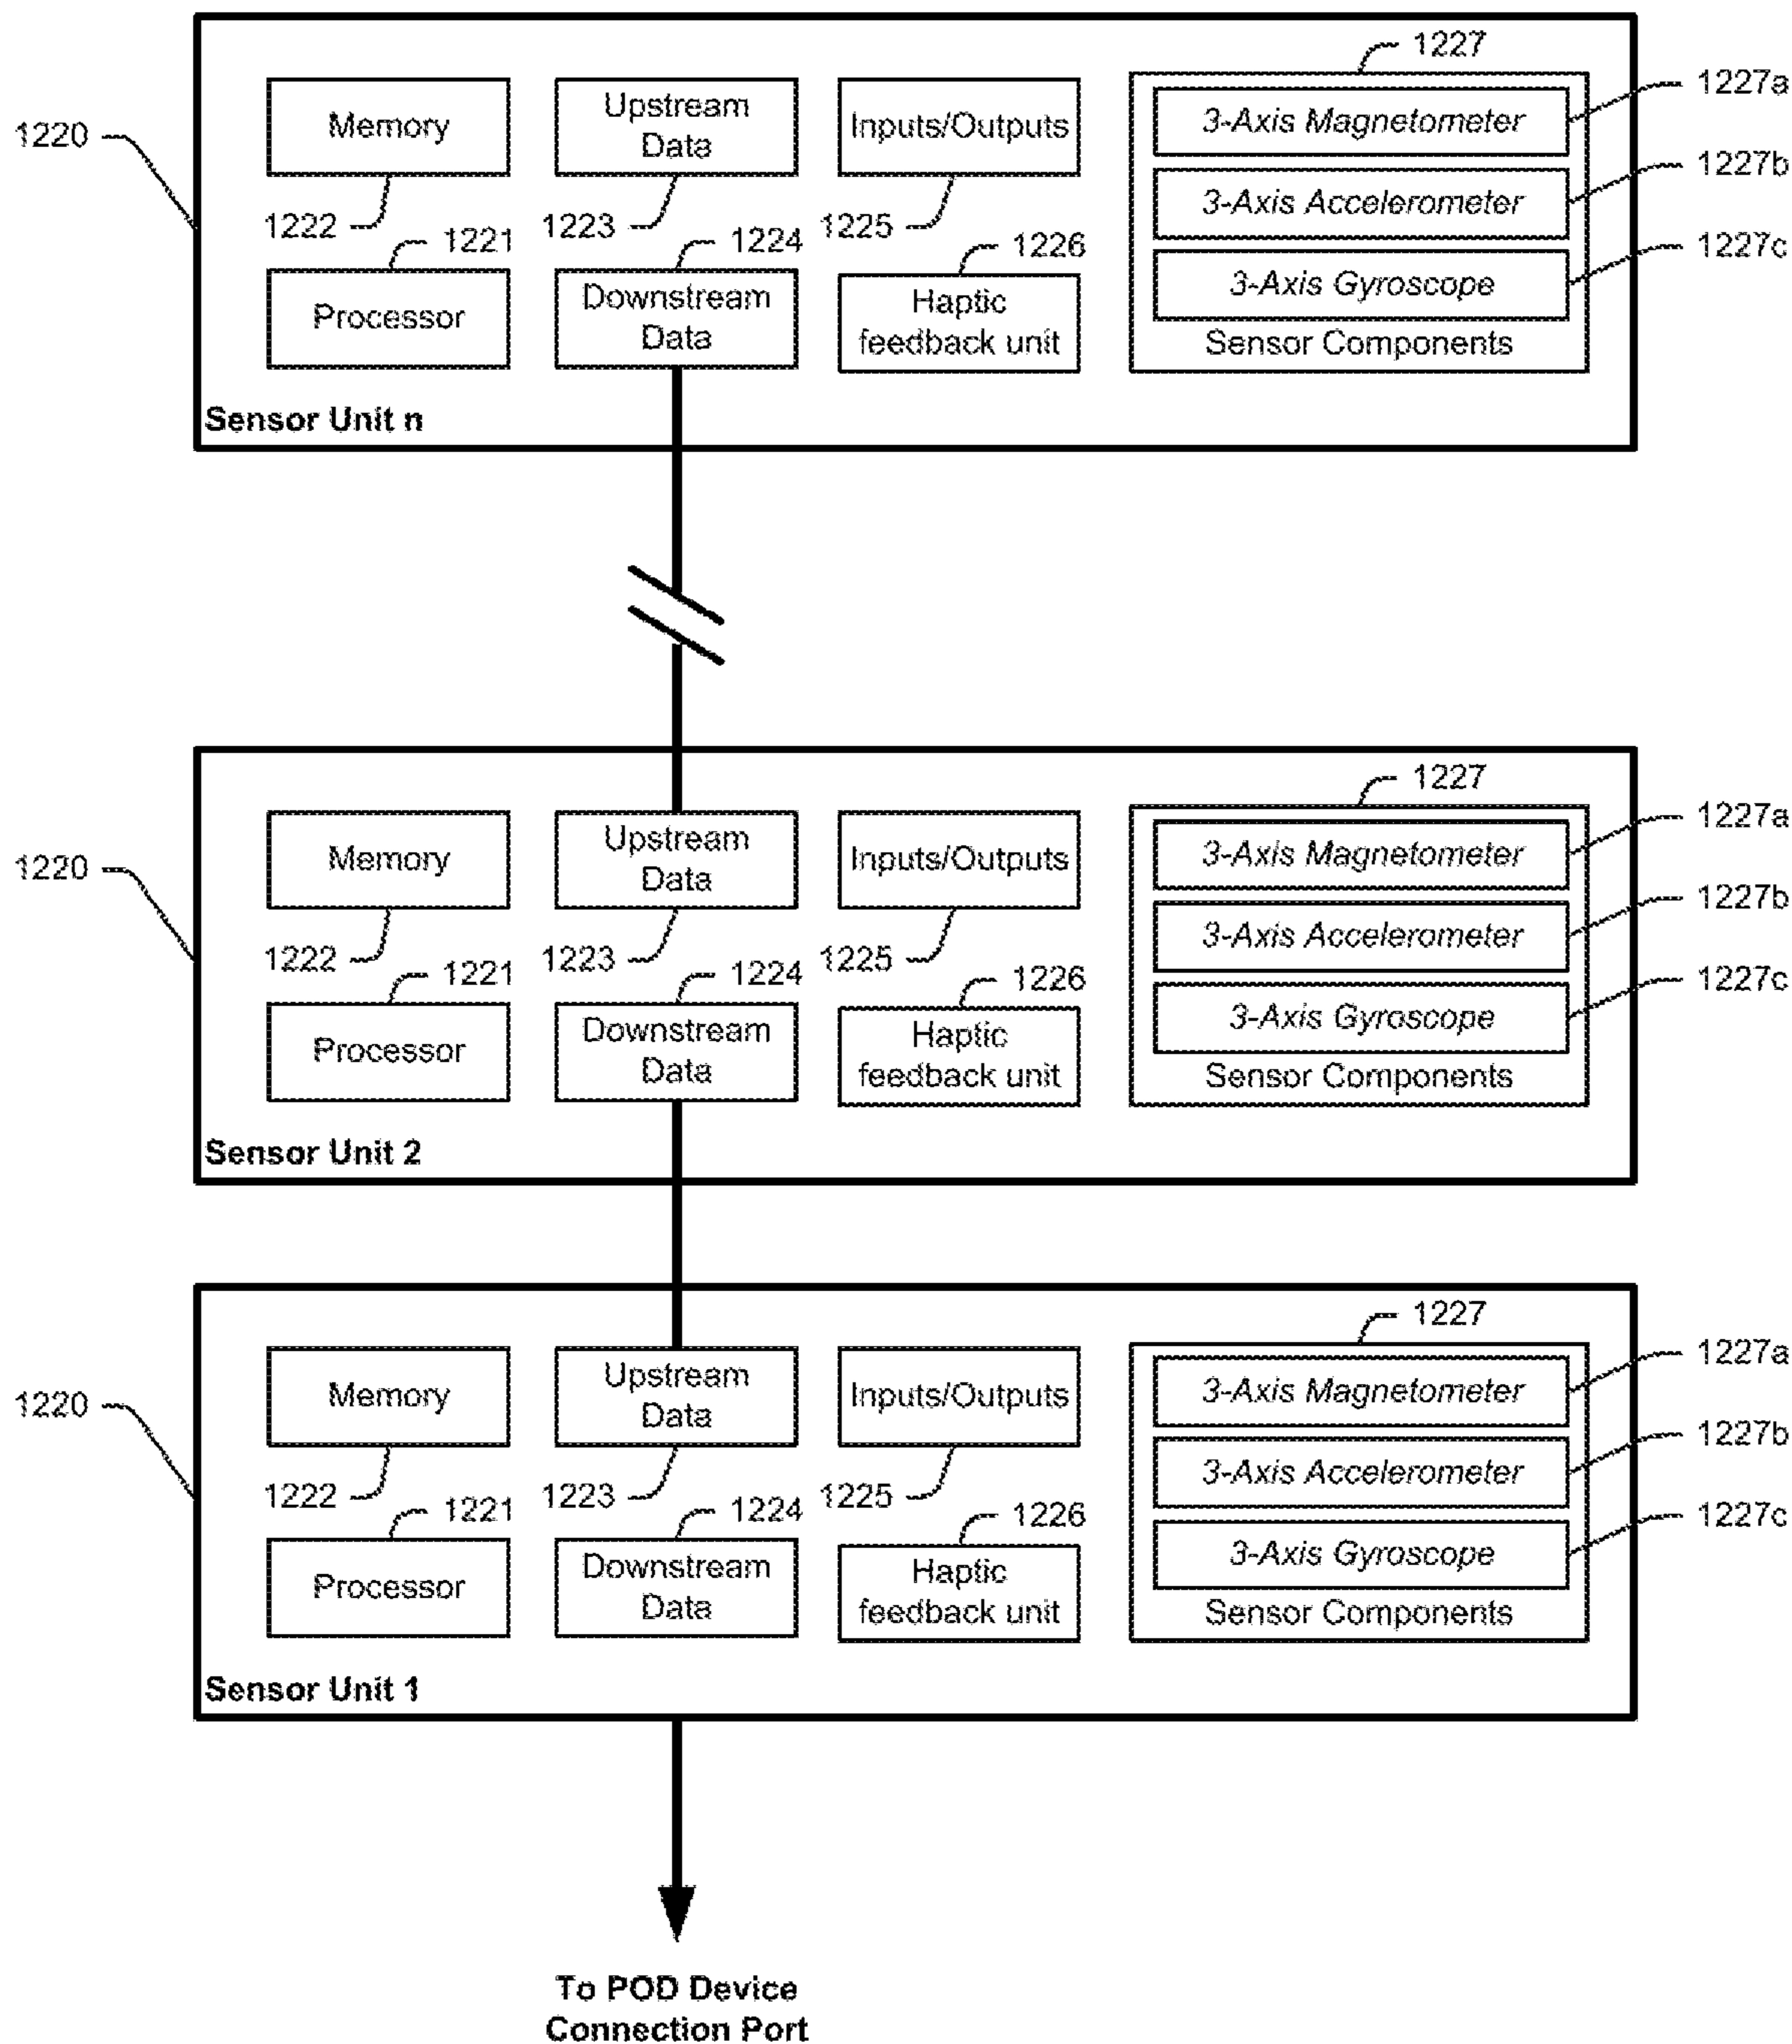 1227
1227a
Memory
Upstream
Data
Inputs/Outputs
3-Axis Magnetometer
1220
1227b
3-Axis Accelerometer
1222
1223
1225
1227c
1221
1224
1226
3-Axis Gyroscope
Processor
Downstream
Data
Haptic
feedback unit
Sensor Components
Sensor Unit n
1227
1227a
Memory
Upstream
Data
Inputs/Outputs
3-Axis Magnetometer
1220
1227b
3-Axis Accelerometer
1222
1223
1225
1227c
1221
1224
1226
3-Axis Gyroscope
Processor
Downstream
Data
Haptic
feedback unit
Sensor Components
Sensor Unit 2
1227
1227a
Memory
Upstream
Data
Inputs/Outputs
3-Axis Magnetometer
1220
1227b
3-Axis Accelerometer
1222
1223
1225
1227c
1221
1224
1226
3-Axis Gyroscope
Processor
Downstream
Data
Haptic
feedback unit
Sensor Components
Sensor Unit 1
To POD Device
Connection Port